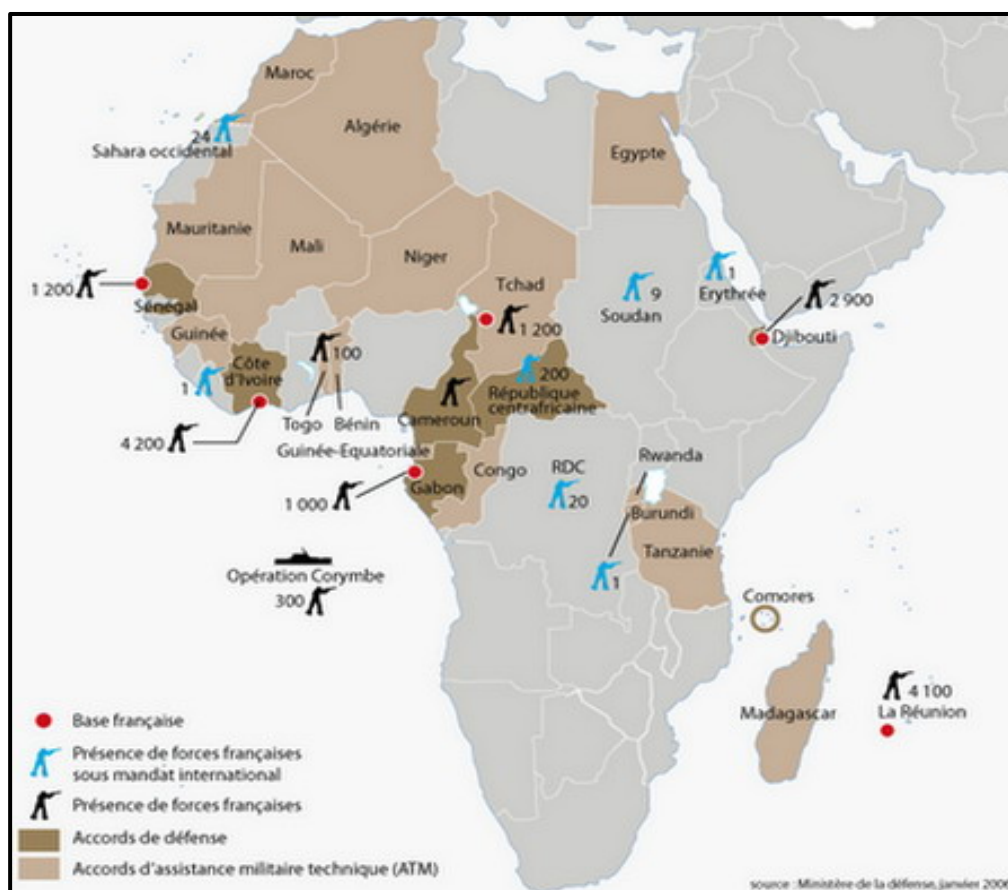 Maroc
Algérie
24
Sahara occidental
Egypte
Mauritanie
Mali
Niger
Tchad
1 200
Sénégal
Guinée
Côte
d'Ivoire
1
4 200
100
Togo
Bénin
1 200
9
Soudan
1
Erythrée
2 900
Djibouti
200
République
centrafricaine
Cameroun
Guinée-Equatoriale
1 000
Gabon
Congo
RDC
20
Rwanda
Burundi
Tanzanie
1
Opération Corymbe
300
Comores
Madagascar
4 100
La Réunion
Base française
Présence de forces françaises
sous mandat international
Présence de forces françaises
Accords de défense
Accords d'assistance militaire technique (ATM)
source : Ministère de la défense, janvier